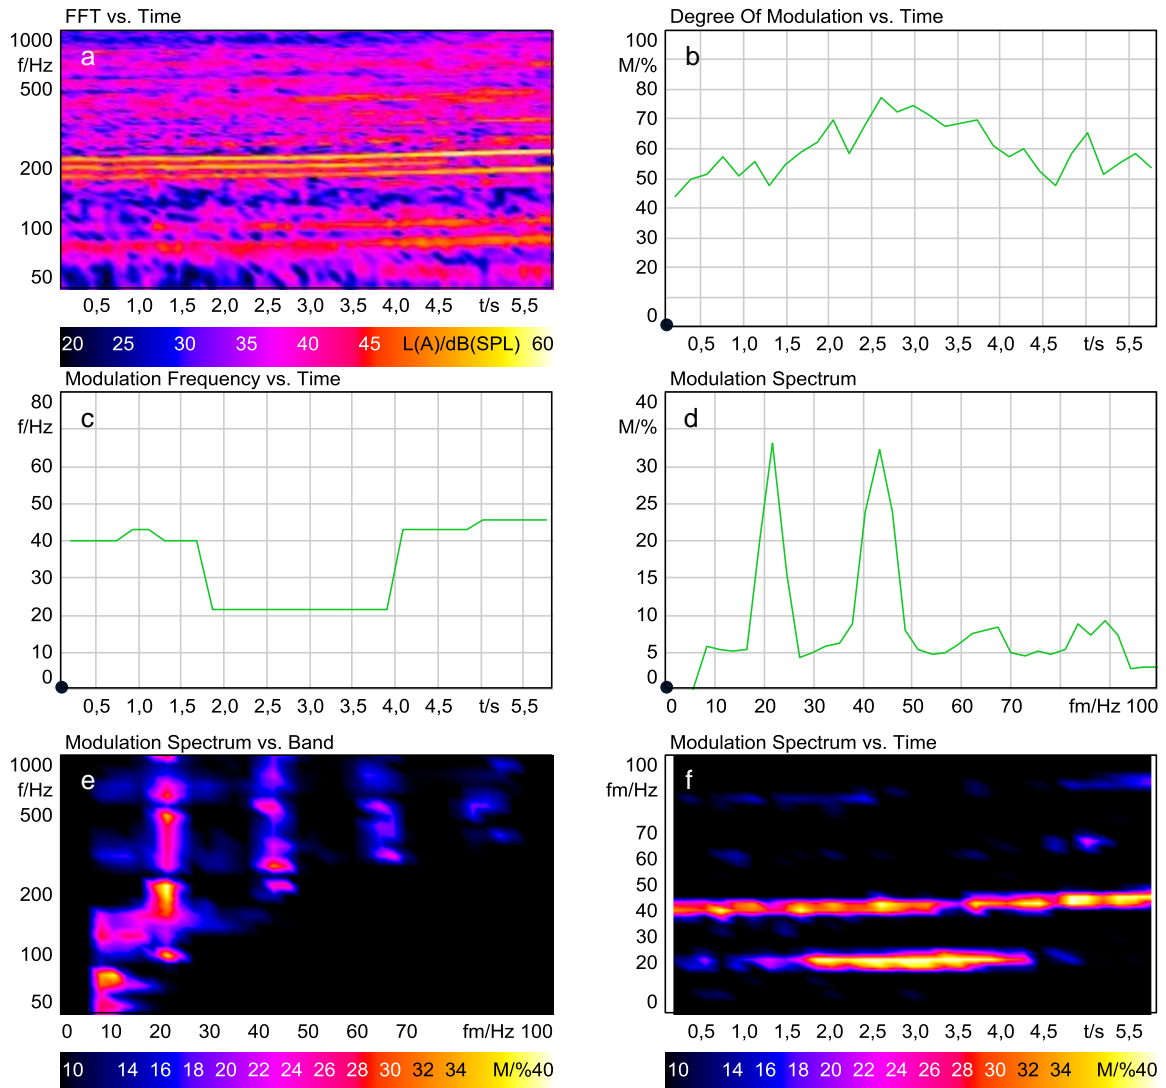 FFT vs. Time
1000
f/Hz
500
200
100
50
a
0,5 1,0 1,5 2,0 2,5 3,0 3,5 4,0 4,5 t/s 5,5
20 25 30 35 40 45 L(A)/dB(SPL) 60
Degree Of Modulation vs. Time
100
M/%
80
70
60
50
40
30
20
0
b
0,5 1,0 1,5 2,0 2,5 3,0 3,5 4,0 4,5 t/s 5,5
Modulation Frequency vs. Time
80
f/Hz
60
50
40
30
20
10
0
c
0,5 1,0 1,5 2,0 2,5 3,0 3,5 4,0 4,5 t/s 5,5
Modulation Spectrum
40
M/%
30
25
20
15
10
5
0
d
0 10 20 30 40 50 60 70 fm/Hz 100
Modulation Spectrum vs. Band
1000
f/Hz
500
200
100
50
e
0 10 20 30 40 50 60 70 fm/Hz 100
10 14 16 18 20 22 24 26 28 30 32 34 M/%40
Modulation Spectrum vs. Time
100
fm/Hz
70
60
50
40
30
20
0
f
0,5 1,0 1,5 2,0 2,5 3,0 3,5 4,0 4,5 t/s 5,5
10 14 16 18 20 22 24 26 28 30 32 34 M/%40